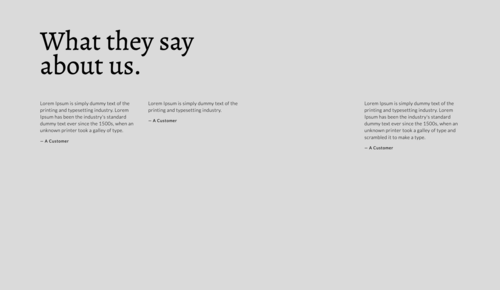 What they say
about us.
Lorem Ipsum is simply dummy text of the
printing and typesetting industry. Lorem
Ipsum has been the industry's standard
dummy text ever since the 1500s, when an
unknown printer took a galley of type.
– A Customer
Lorem Ipsum is simply dummy text of the
printing and typesetting industry.
– A Customer
Lorem Ipsum is simply dummy text of the
printing and typesetting industry. Lorem
Ipsum has been the industry's standard
dummy text ever since the 1500s, when an
unknown printer took a galley of type and
scrambled it to make a type.
– A Customer